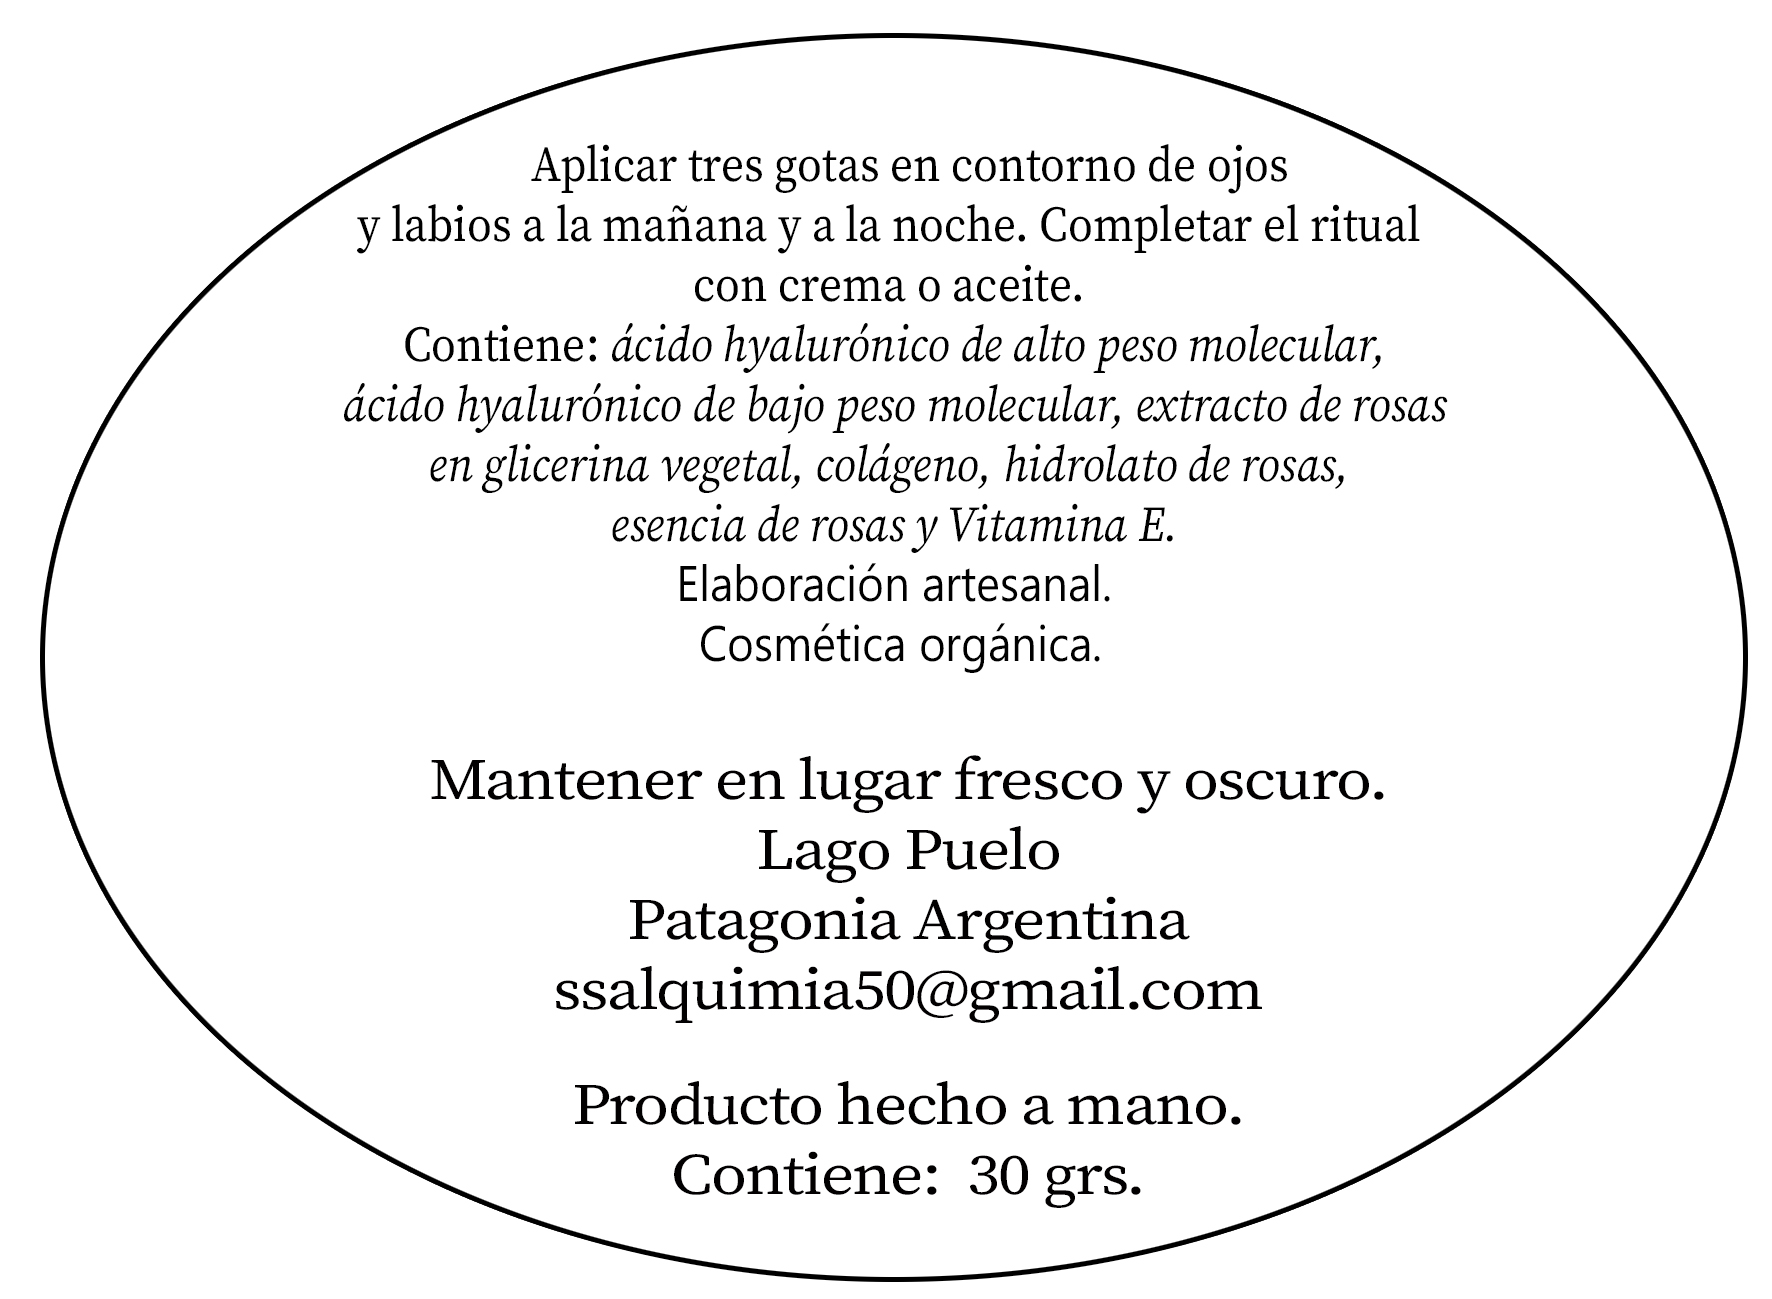 Aplicar tres gotas en contorno de ojos
y labios a la mañana y a la noche. Completar el ritual
con crema o aceite.
Contiene: ácido hyalurónico de alto peso molecular,
ácido hyalurónico de bajo peso molecular, extracto de rosas
en glicerina vegetal, colágeno, hidrolato de rosas,
esencia de rosas y Vitamina E.
Elaboración artesanal.
Cosmética orgánica.
Mantener en lugar fresco y oscuro.
Lago Puelo
Patagonia Argentina
ssalquimia50@gmail.com
Producto hecho a mano.
Contiene: 30 grs.